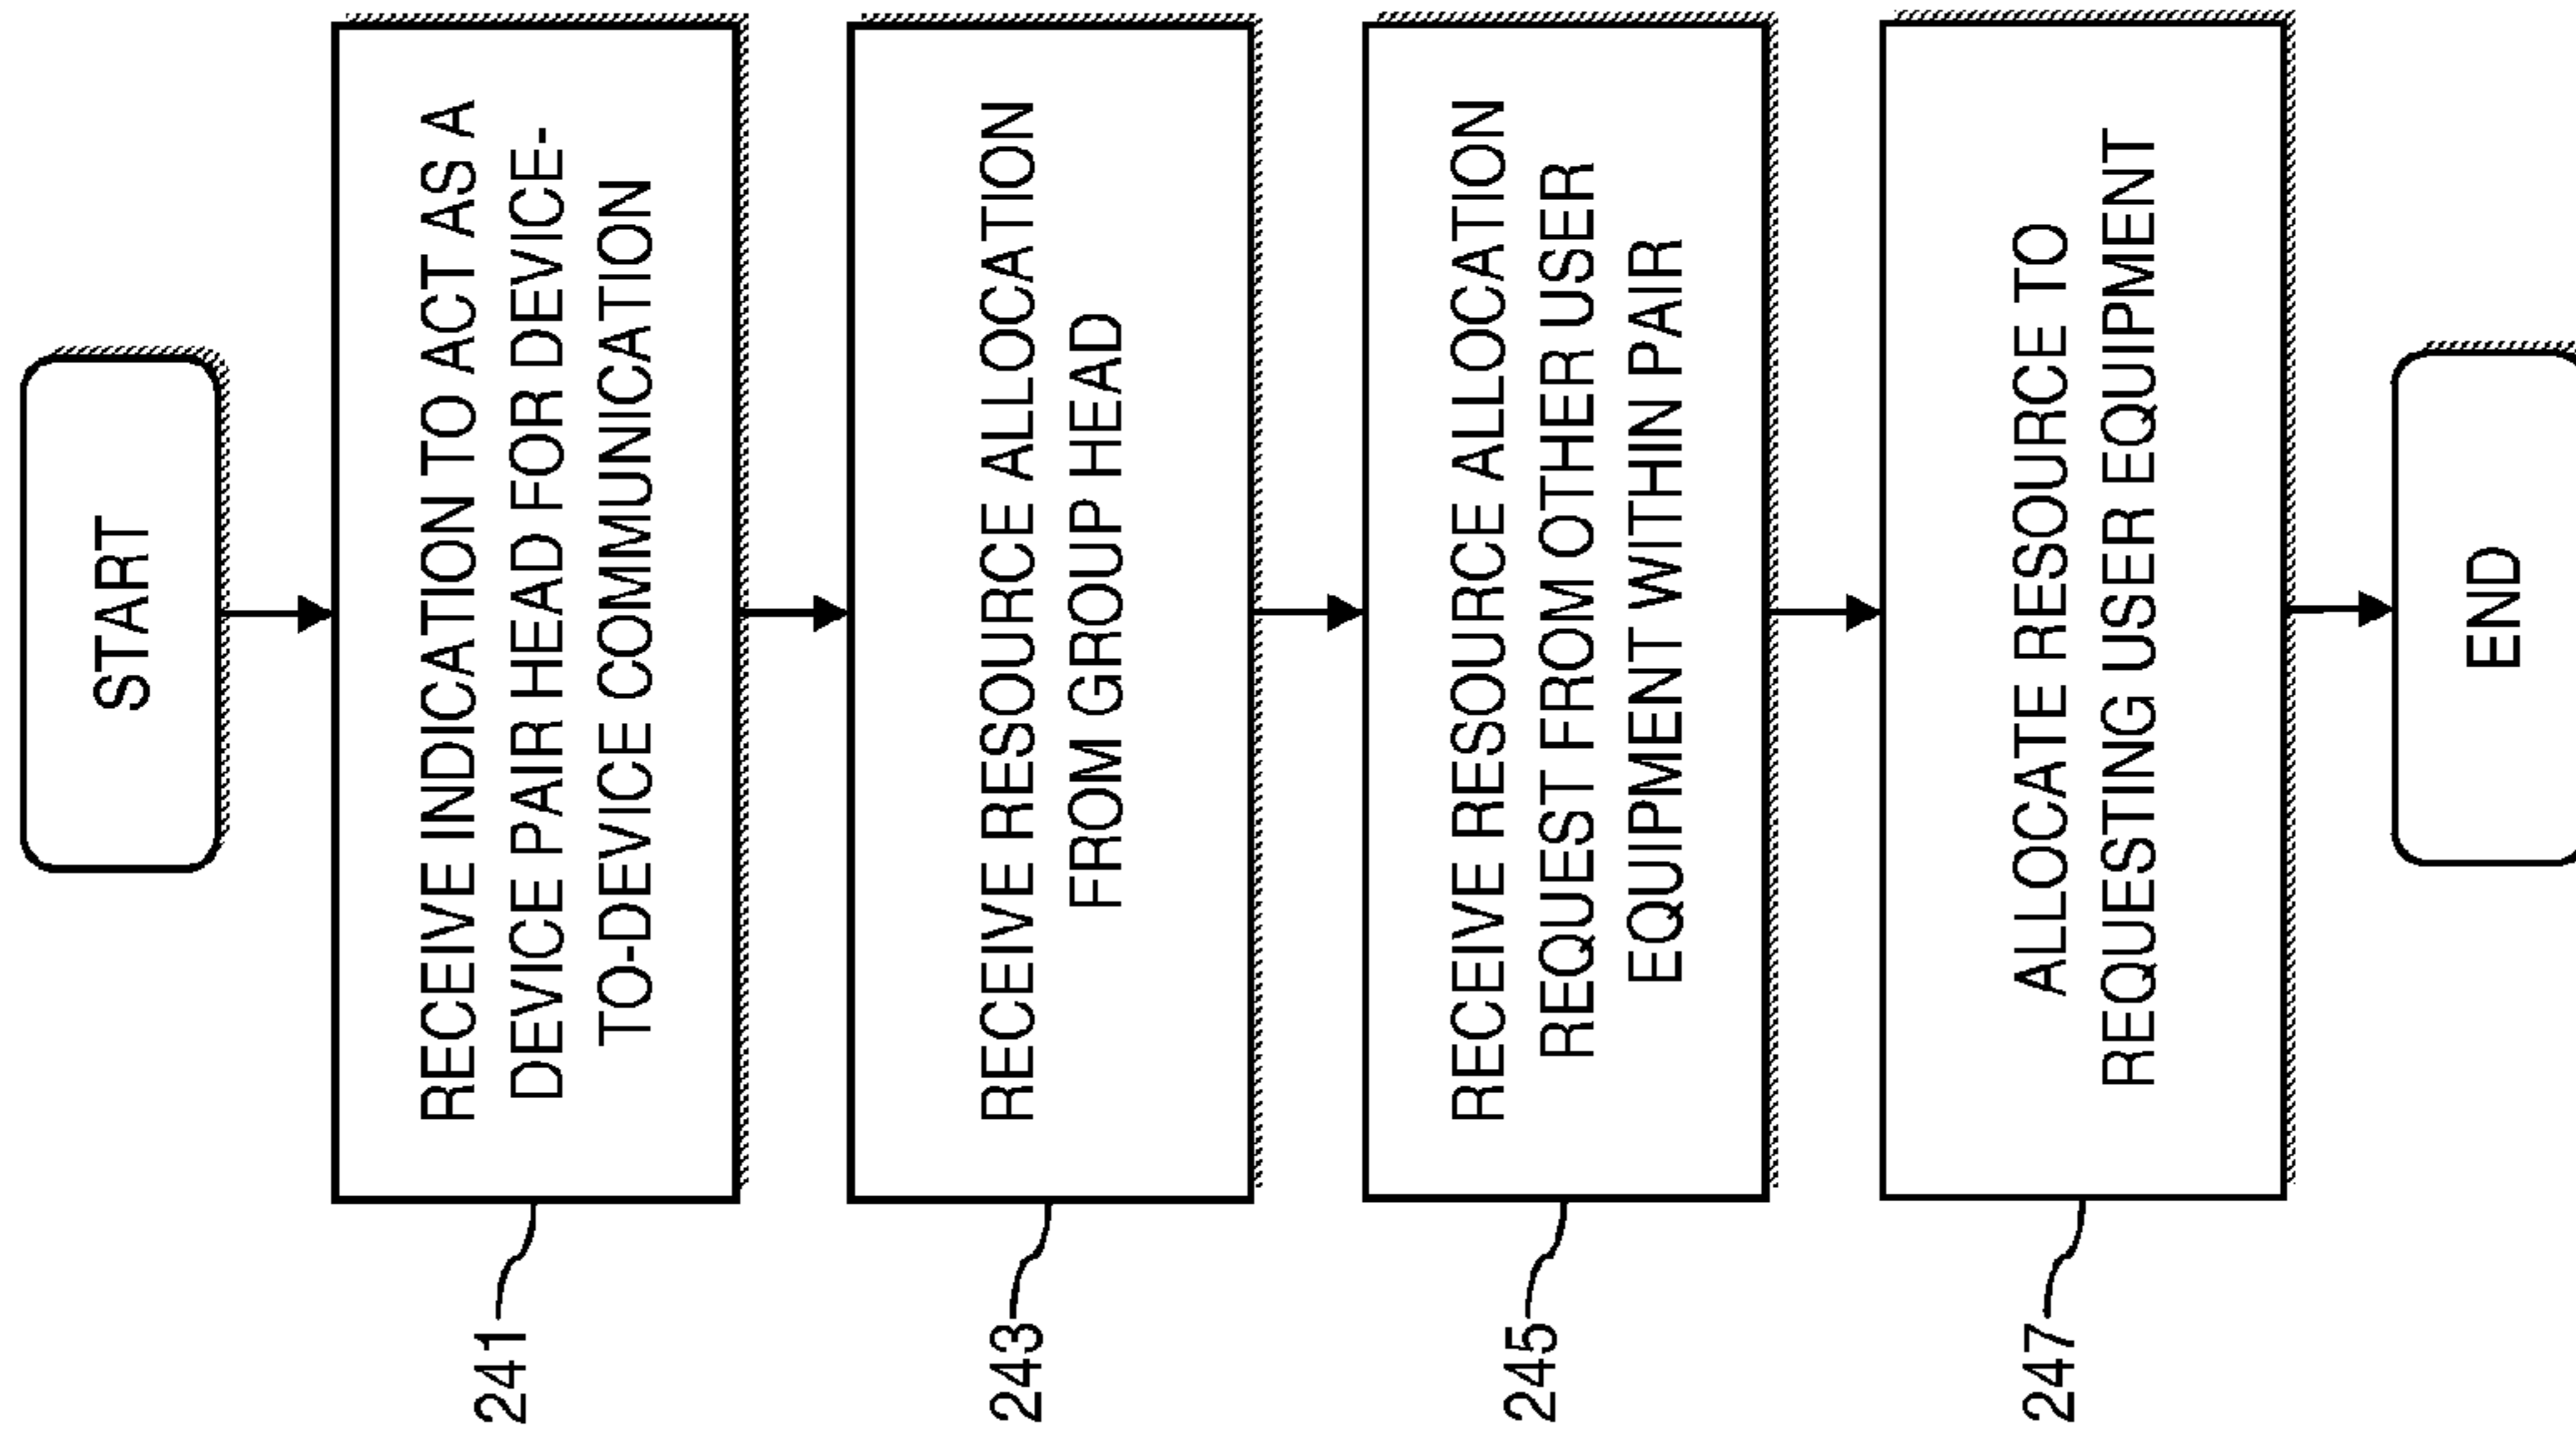 START
241
RECEIVE INDICATION TO ACT AS A
DEVICE PAIR HEAD FOR DEVICE-
TO-DEVICE COMMUNICATION
243
RECEIVE RESOURCE ALLOCATION
FROM GROUP HEAD
245
RECEIVE RESOURCE ALLOCATION
REQUEST FROM OTHER USER
EQUIPMENT WITHIN PAIR
247
ALLOCATE RESOURCE TO
REQUESTING USER EQUIPMENT
END